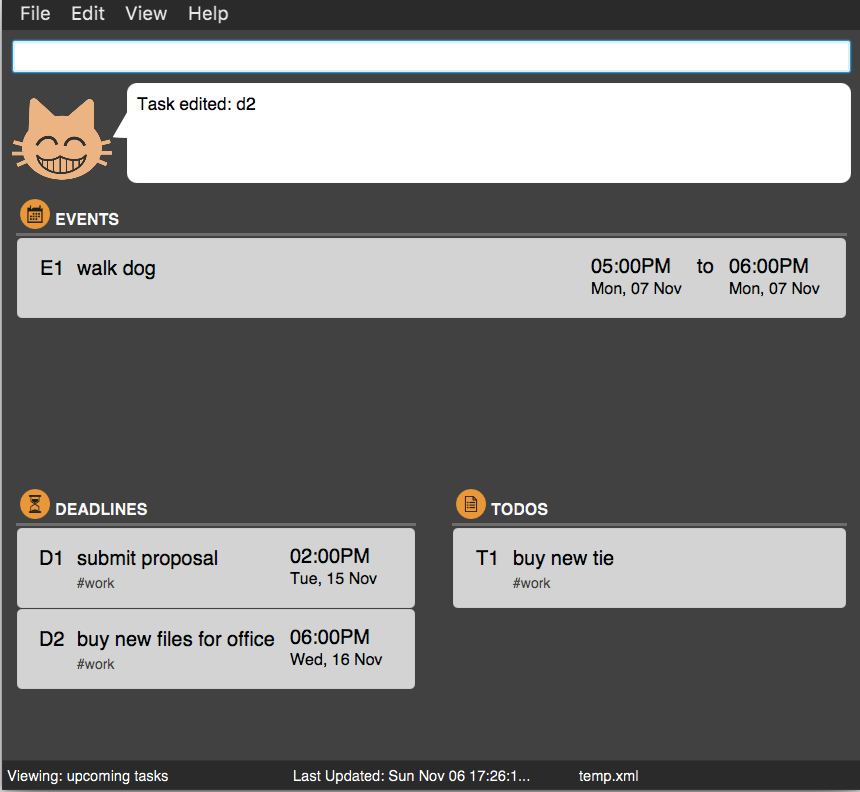 File Edit View Help
Task edited: d2
EVENTS
E1 walk dog 05:00PM to 06:00PM
Mon, 07 Nov Mon, 07 Nov
DEADLINES
D1 submit proposal 02:00PM
#work Tue, 15 Nov
D2 buy new files for office 06:00PM
#work Wed, 16 Nov
TODOS
T1 buy new tie
#work
Viewing: upcoming tasks Last Updated: Sun Nov 06 17:26:1... temp.xml